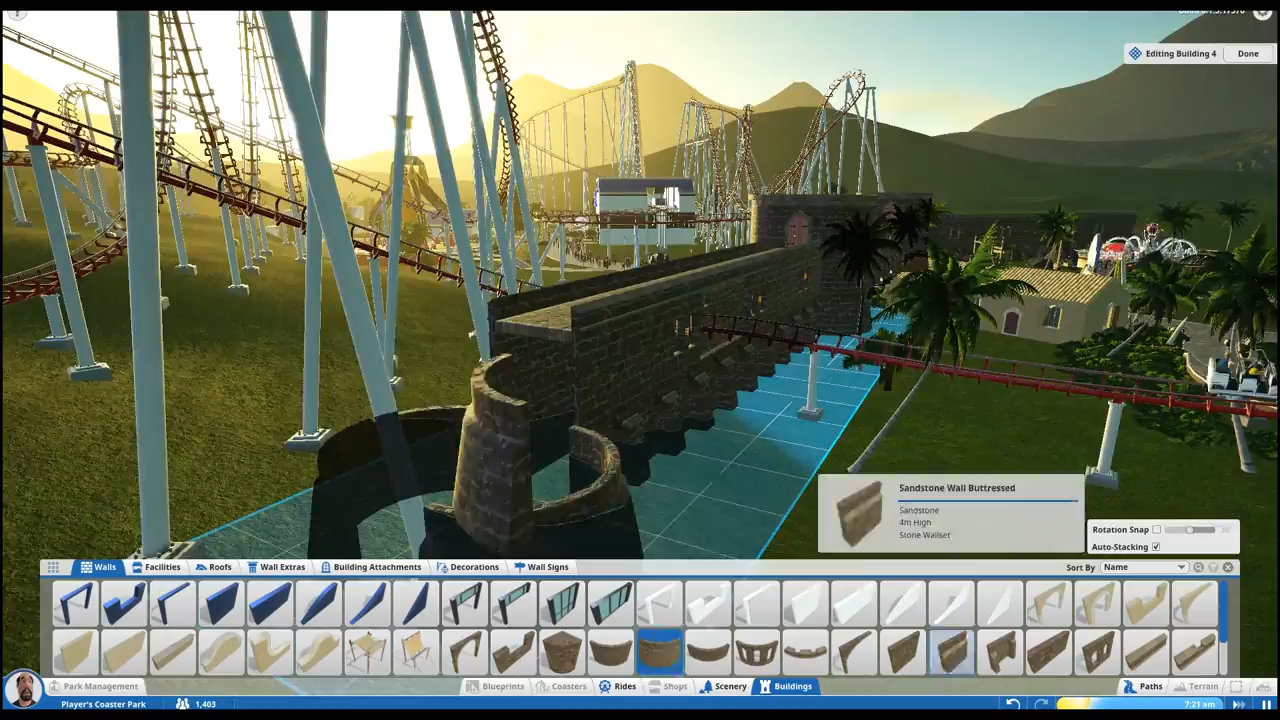 Editing Building 4 Done
Sandstone Wall Buttressed
Sandstone
4m High
Stone Wallset
Rotation Snap
Auto-Stacking
Walls Facilities Roofs Wall Extras Building Attachments Decorations Wall Signs Sort By Name
Park Management Blueprints Coasters Rides Shops Scenery Buildings Paths Terrain
Player's Coaster Park 1,403 7:21 am